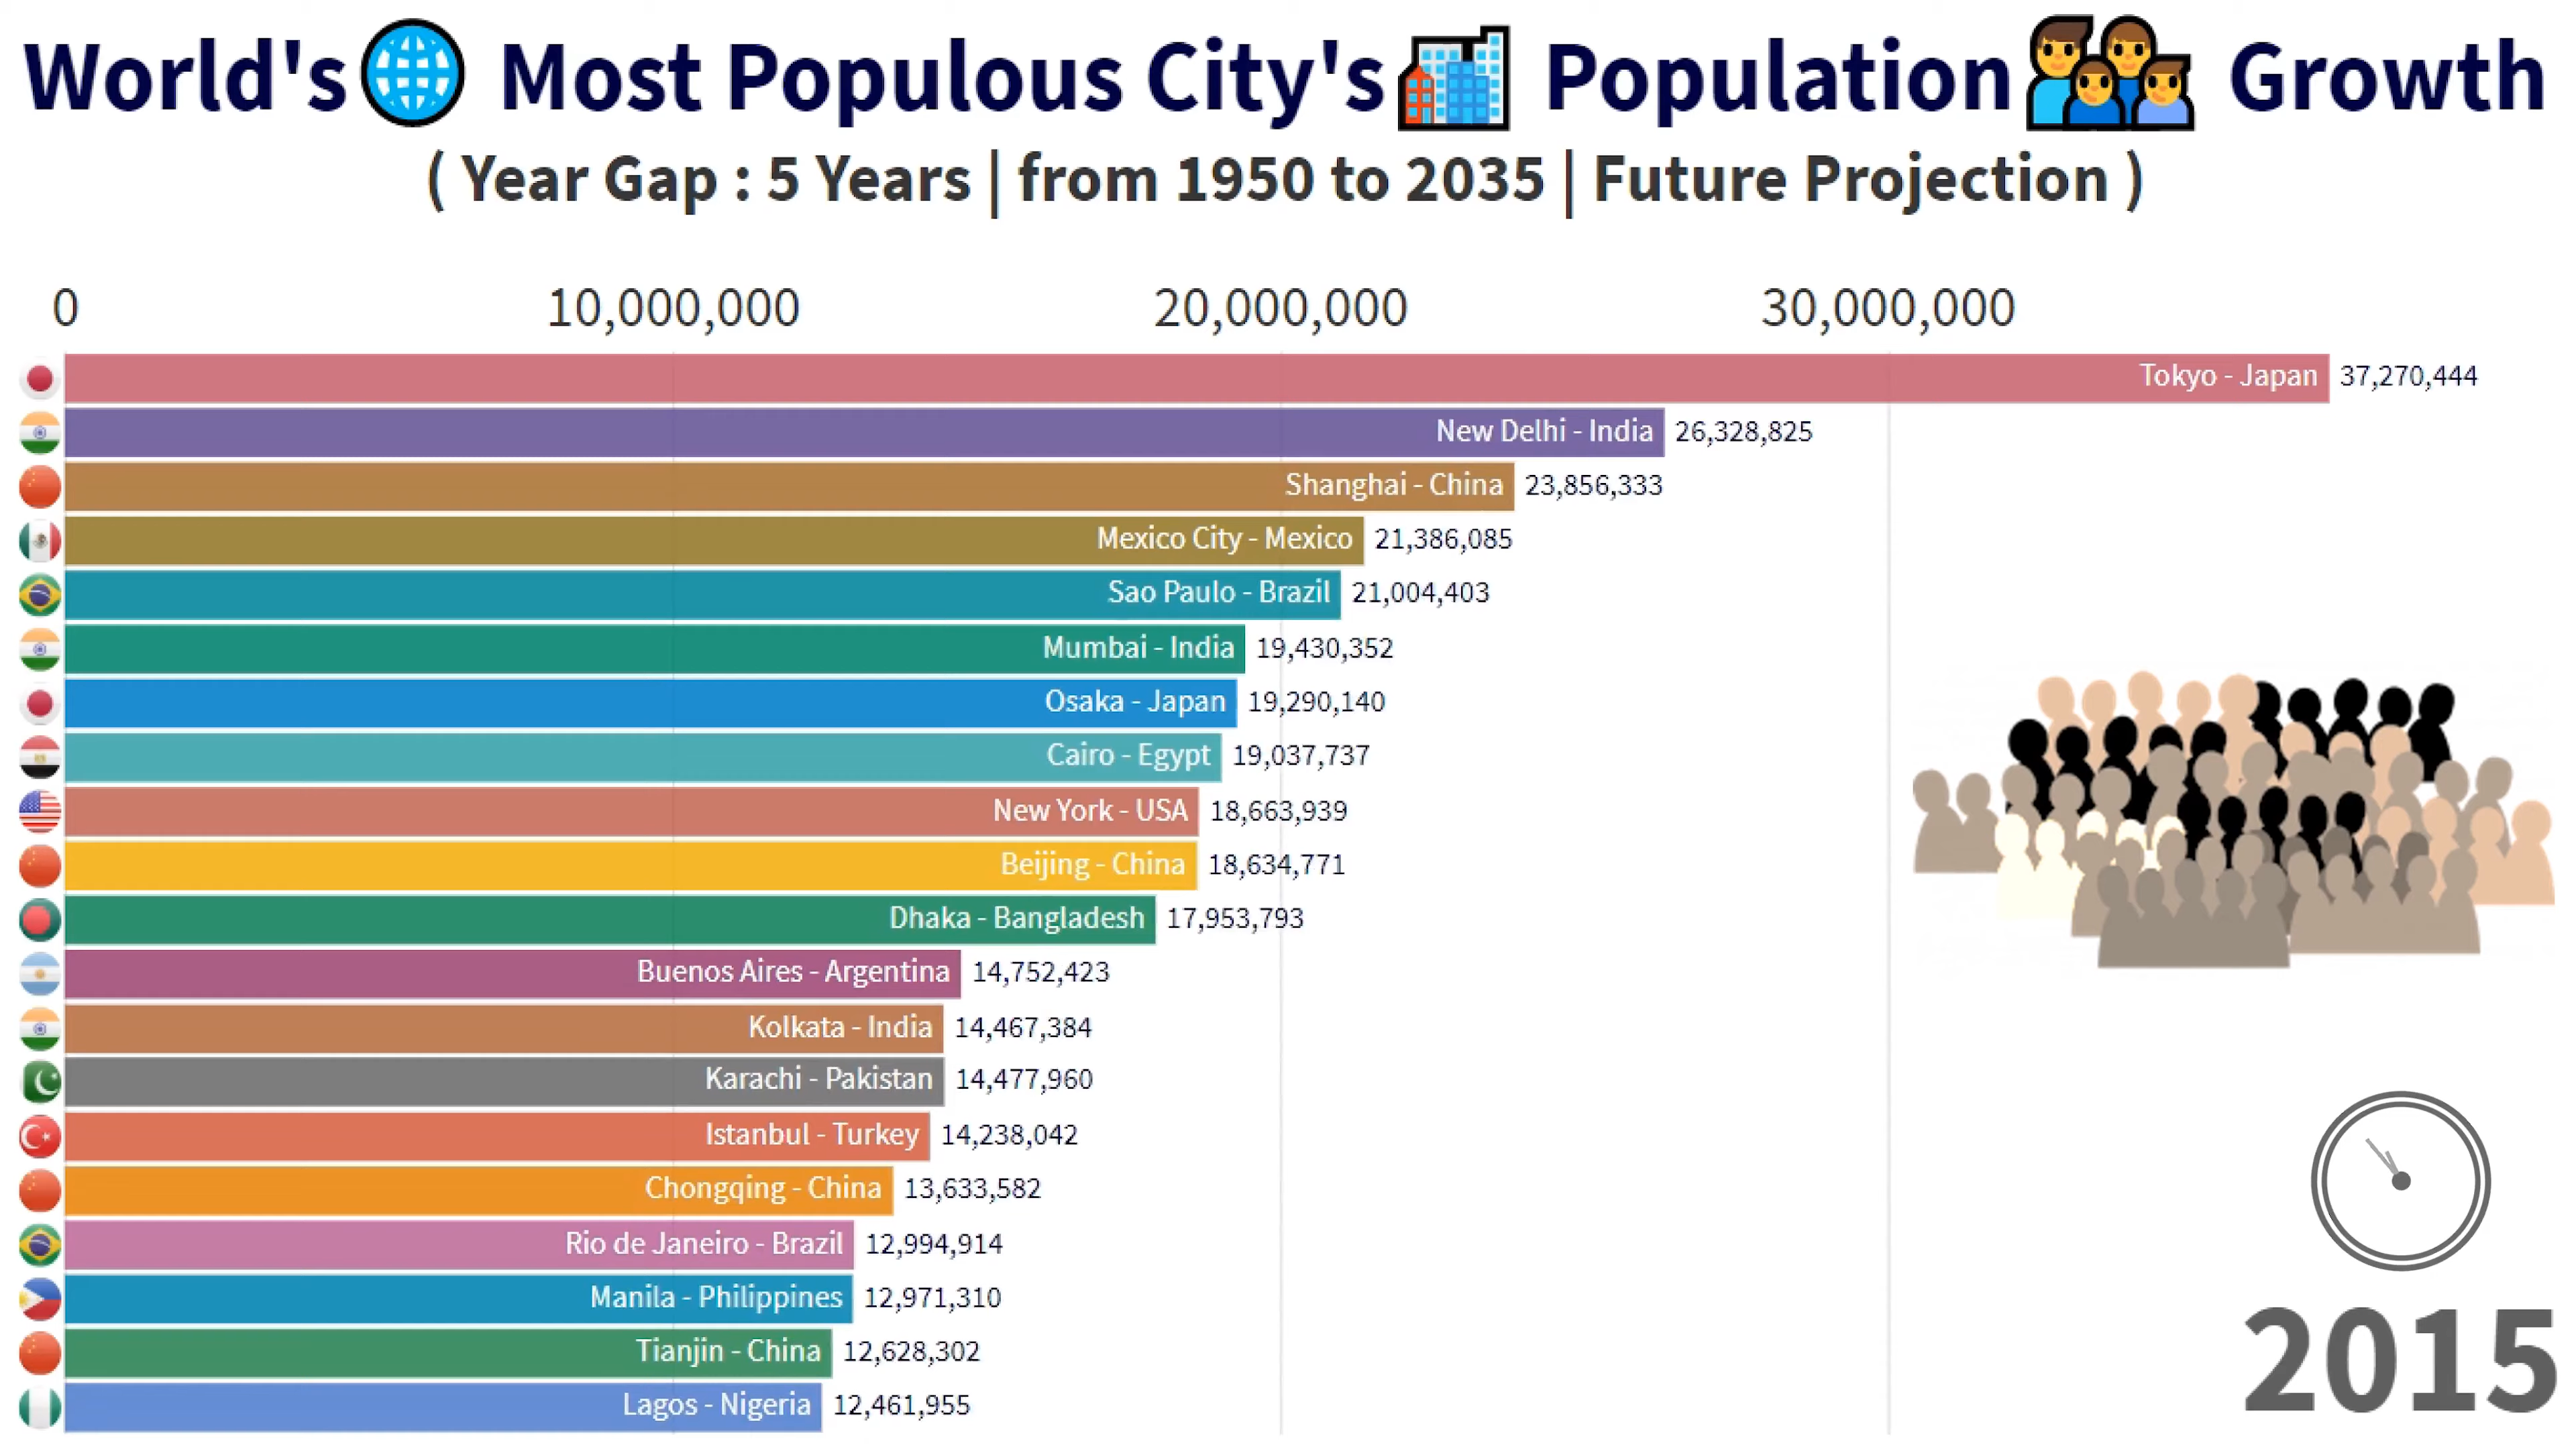 World's Most Populous City's Population Growth
( Year Gap : 5 Years | from 1950 to 2035 | Future Projection )
0 10,000,000 20,000,000 30,000,000
Tokyo - Japan 37,270,444
New Delhi - India 26,328,825
Shanghai - China 23,856,333
Mexico City - Mexico 21,386,085
Sao Paulo - Brazil 21,004,403
Mumbai - India 19,430,352
Osaka - Japan 19,290,140
Cairo - Egypt 19,037,737
New York - USA 18,663,939
Beijing - China 18,634,771
Dhaka - Bangladesh 17,953,793
Buenos Aires - Argentina 14,752,423
Kolkata - India 14,467,384
Karachi - Pakistan 14,477,960
Istanbul - Turkey 14,238,042
Chongqing - China 13,633,582
Rio de Janeiro - Brazil 12,994,914
Manila - Philippines 12,971,310
Tianjin - China 12,628,302
Lagos - Nigeria 12,461,955
2015